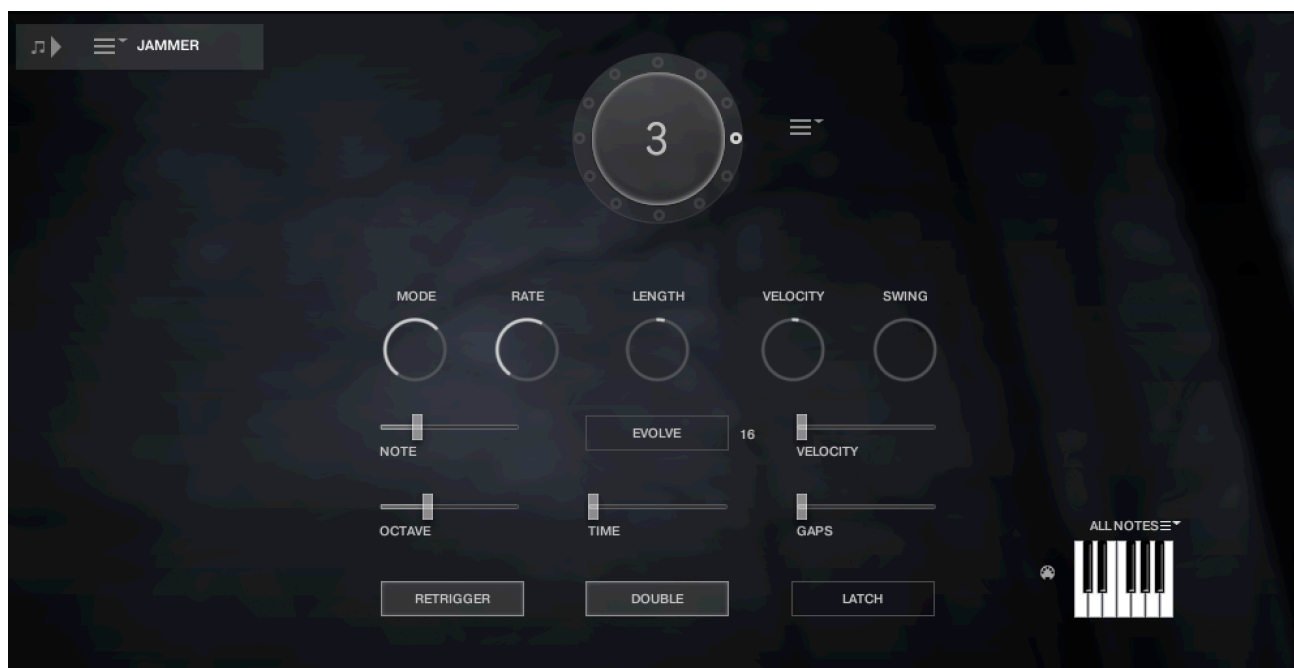 JAMMER
3
MODE RATE LENGTH VELOCITY SWING
EVOLVE 16
NOTE VELOCITY
OCTAVE TIME GAPS
ALL NOTES
RETRIGGER DOUBLE LATCH